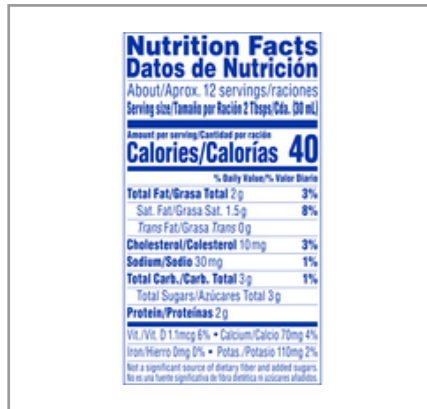 Nutrition Facts
Datos de Nutrición
About/Aprox. 12 servings/raciones
Serving size/Tamaño por Ración 2 Tbsps/Cda. (30 mL)
Amount per serving/Cantidad por ración
Calories/Calorías 40
% Daily Value/% Valor Diario
Total Fat/Grasa Total 2g 3%
Sat. Fat/Grasa Sat. 1.5g 8%
Trans Fat/Grasa Trans 0g
Cholesterol/Colesterol 10mg 3%
Sodium/Sodio 30mg 1%
Total Carb./Carb. Total 3g 1%
Total Sugars/Azúcares Total 3g
Protein/Proteínas 2g
Vit./Vit. D 1.1mcg 6% • Calcium/Calcio 70mg 4%
Iron/Hierro 0mg 0% • Potas./Potasio 110mg 2%
Not a significant source of dietary fiber and added sugars.
No es una fuente significativa de fibra dietética ni azúcares añadidos.